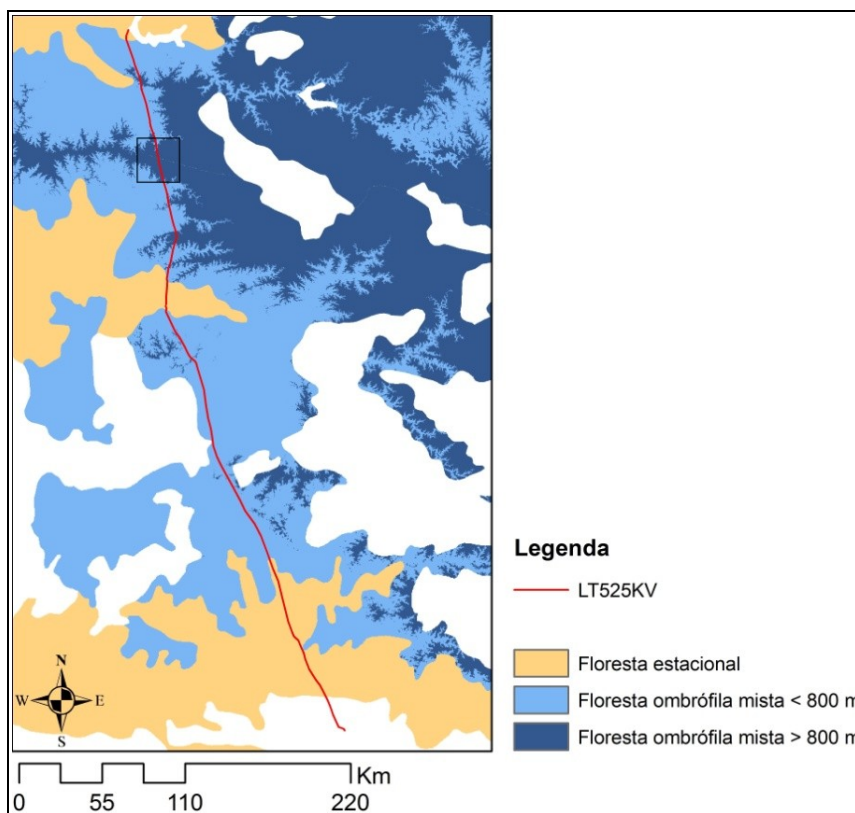 Legenda
LT525KV
Floresta estacional
Floresta ombrófila mista < 800 m
Floresta ombrófila mista > 800 m
N
W E
S
Km
0 55 110 220